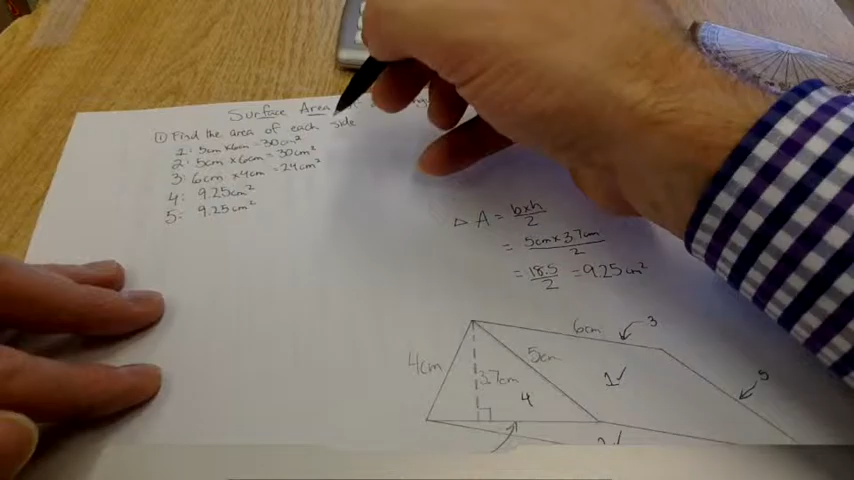 Surface Area
① Find the area of each side
1: 5cm x 6cm = 30cm²
2: 5cm x 6cm = 30cm²
3: 6cm x 4cm = 24cm²
4: 9.25cm²
5: 9.25cm²
△ A = bxh/2
= 5cm x 3.7cm/2
= 18.5/2 = 9.25cm²
6cm 3
4cm 5cm
3.7cm 1✓ 5
4
2✓